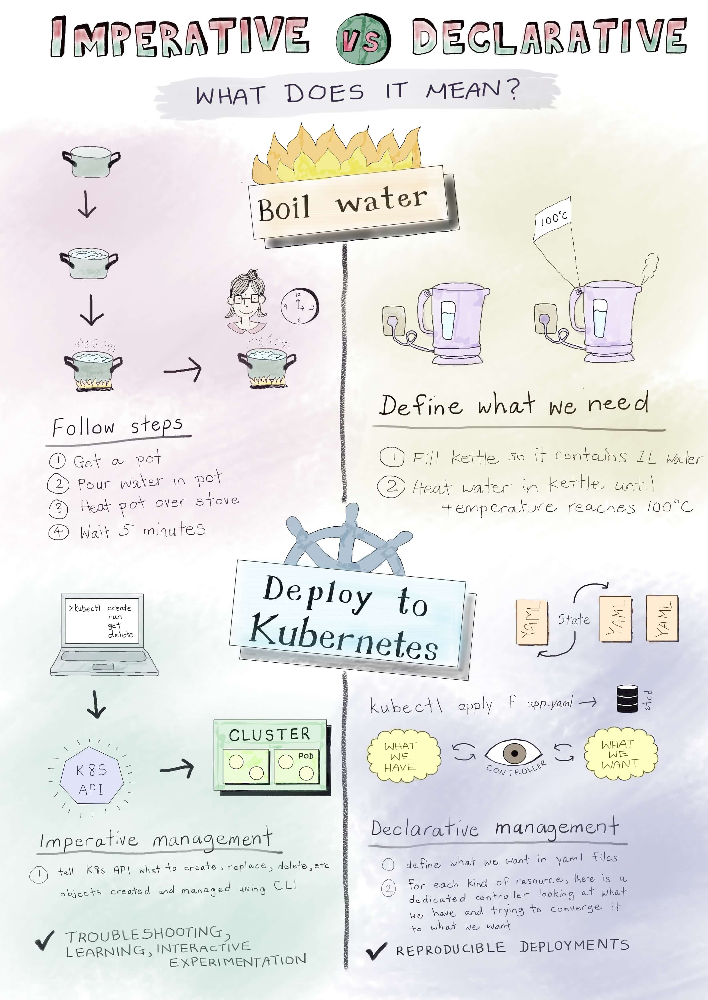 IMPERATIVE VS DECLARATIVE
WHAT DOES IT MEAN?
Boil water
100°C
12
9
3
6
Follow steps
1 Get a pot
2 Pour water in pot
3 Heat pot over stove
4 Wait 5 minutes
Define what we need
1 Fill kettle so it contains 1L water
2 Heat water in kettle until
temperature reaches 100°C
Deploy to
Kubernetes
>kubectl create
run
get
delete
K8S
API
CLUSTER
POD
Imperative management
1 tell K8s API what to create, replace, delete, etc
objects created and managed using CLI
✔ TROUBLESHOOTING,
LEARNING, INTERACTIVE
EXPERIMENTATION
YAML
State
YAML
YAML
kubectl apply -f app.yaml →
etcd
WHAT
WE
HAVE
CONTROLLER
WHAT
WE
WANT
Declarative management
1 define what we want in yaml files
2 for each kind of resource, there is a
dedicated controller looking at what
we have and trying to converge it
to what we want
✔ REPRODUCIBLE DEPLOYMENTS